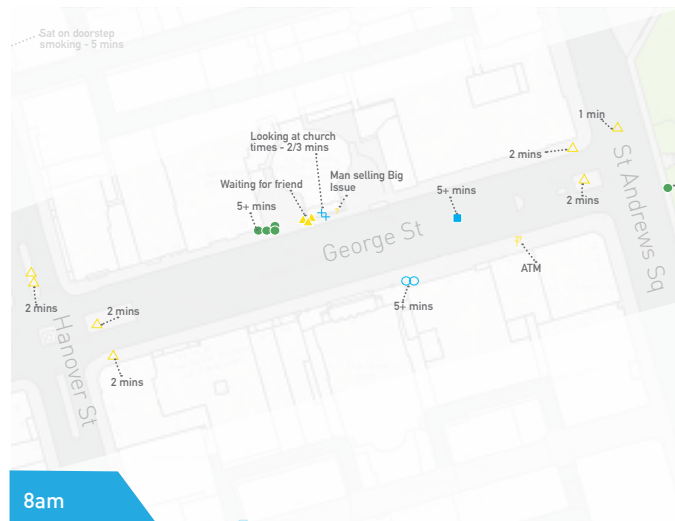 Sat on doorstep
smoking - 5 mins
1 min
Looking at church
times - 2/3 mins
2 mins
Man selling Big
Issue
Waiting for friend
5+ mins
5+ mins
2 mins
St Andrews Sq
George St
ATM
2 mins
5+ mins
2 mins
Hanover St
2 mins
8am